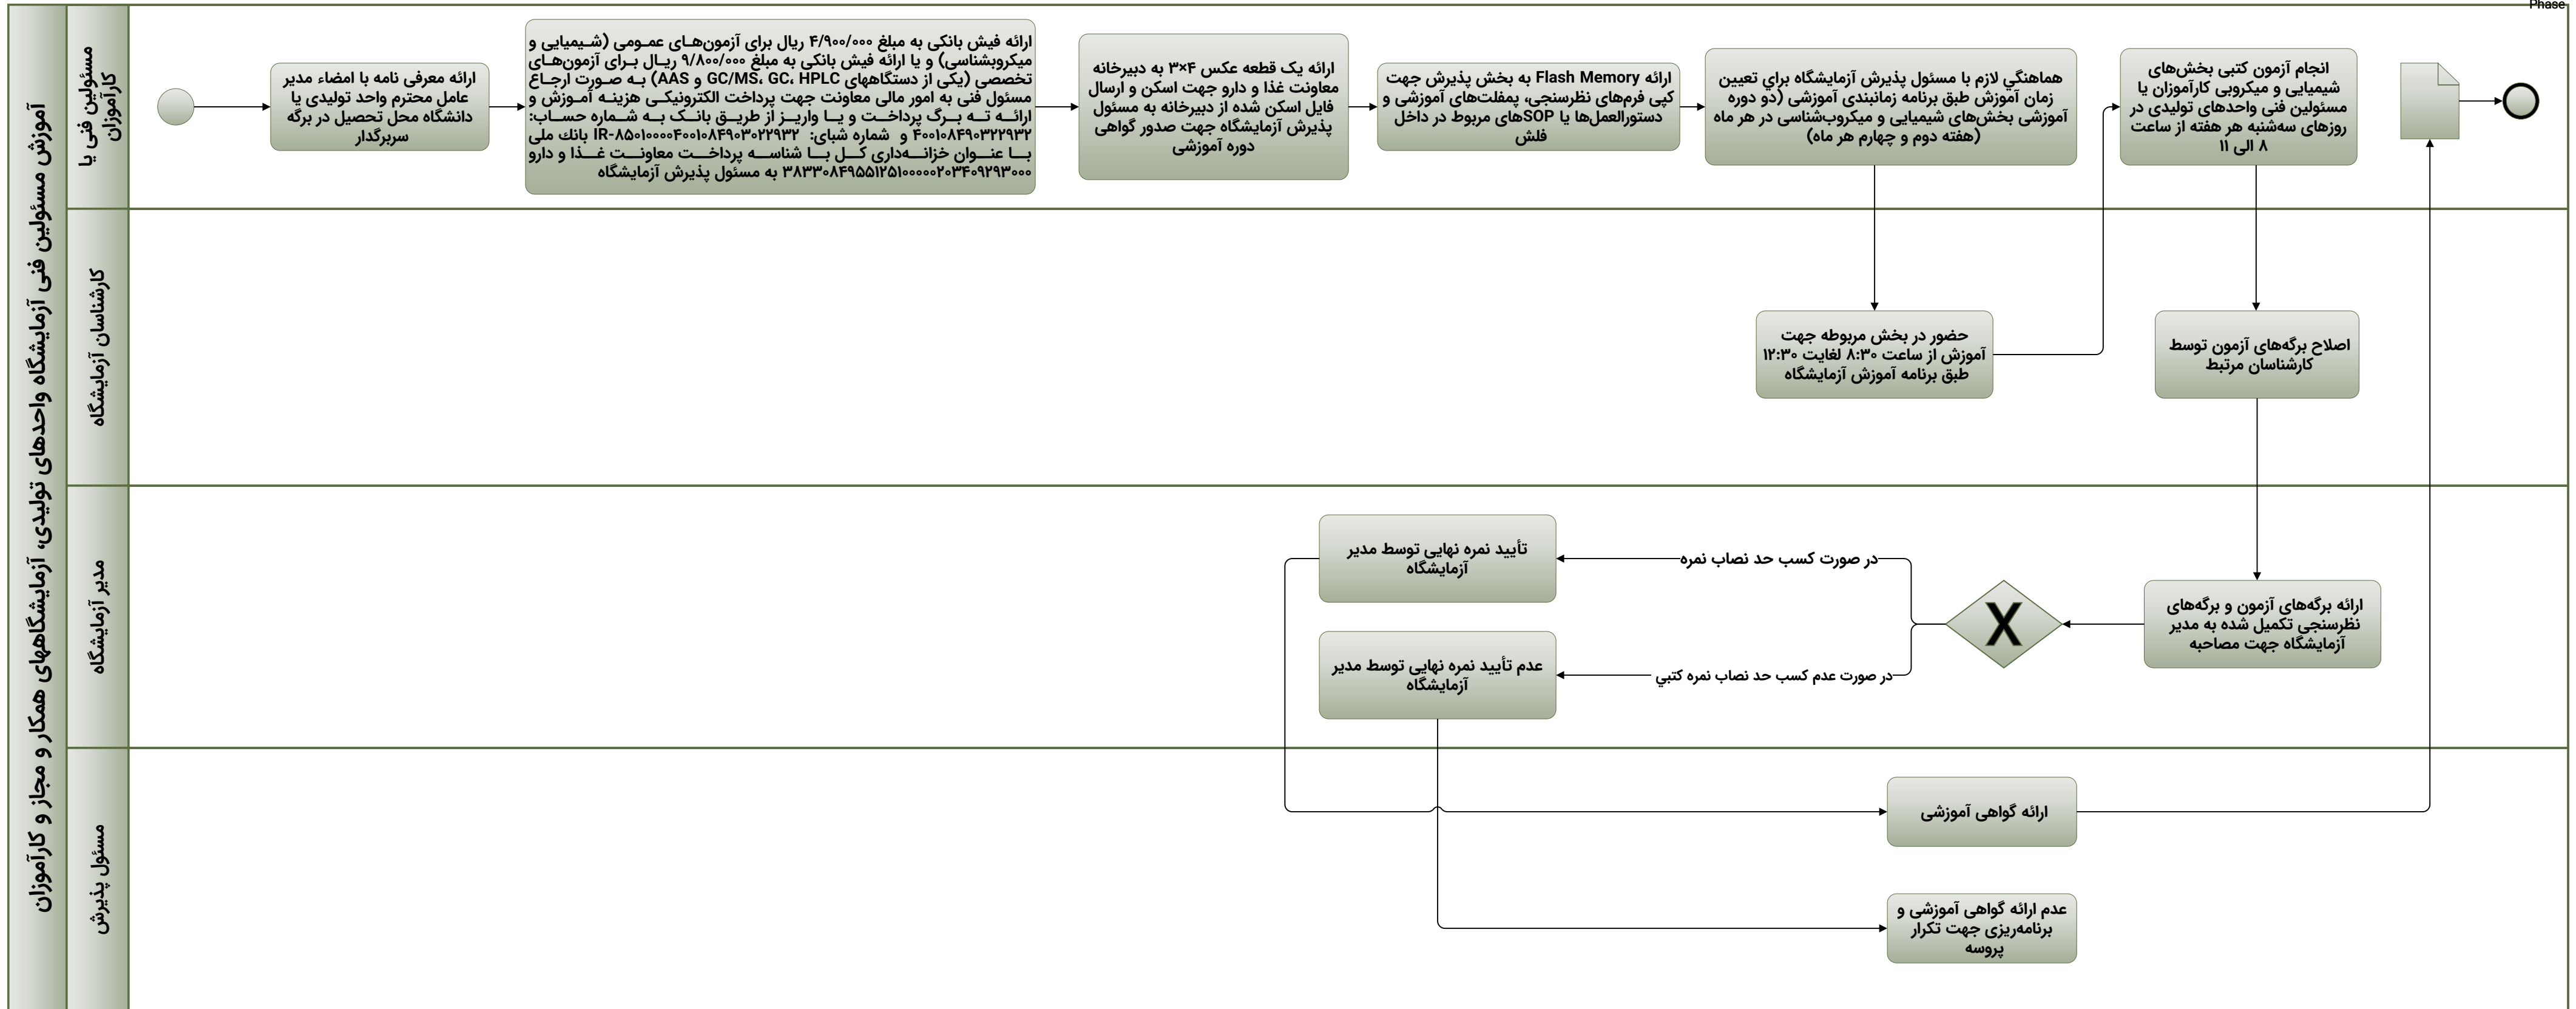 Phase
آموزش مسئولین فنی آزمایشگاه واحدهای تولیدی، آزمایشگاههای همکار و مجاز و کارآموزان
مسئولین فنی یا
کارآموزان
ارائه معرفی نامه با امضاء مدیر
عامل محترم واحد تولیدی یا
دانشگاه محل تحصیل در برگه
سربرگدار
ارائه فیش بانکی به مبلغ ۴/۹۰۰/۰۰۰ ریال برای آزمون‌های عمومی (شیمیایی و
میکروبشناسی) و یا ارائه فیش بانکی به مبلغ ۹/۸۰۰/۰۰۰ ریال برای آزمون‌های
تخصصی (یکی از دستگاههای GC/MS، GC، HPLC و AAS) به صورت ارجاع
مسئول فنی به امور مالی معاونت جهت پرداخت الکترونیکی هزینه آموزش و
ارائه ته برگ پرداخت و یا واریز از طریق بانک به شماره حساب:
۴۰۰۱۰۸۴۹۰۳۲۲۹۳۲ و شماره شبای: IR-۸۵۰۱۰۰۰۰۴۰۰۱۰۸۴۹۰۳۰۲۲۹۳۲ بانك ملی
با عنوان خزانه‌داری کل با شناسه پرداخت معاونت غذا و دارو
۳۸۳۳۰۸۴۹۵۵۱۲۵۱۰۰۰۰۰۲۰۳۴۰۹۲۹۳۰۰۰ به مسئول پذیرش آزمایشگاه
ارائه یک قطعه عکس ۴×۳ به دبیرخانه
معاونت غذا و دارو جهت اسکن و ارسال
فایل اسکن شده از دبیرخانه به مسئول
پذیرش آزمایشگاه جهت صدور گواهی
دوره آموزشی
ارائه Flash Memory به بخش پذیرش جهت
کپی فرم‌های نظرسنجی، پمفلت‌های آموزشی و
دستورالعمل‌ها یا SOPهای مربوط در داخل
فلش
هماهنگي لازم با مسئول پذیرش آزمایشگاه براي تعیین
زمان آموزش طبق برنامه زمانبندی آموزشی (دو دوره
آموزشی بخش‌های شیمیایی و میکروب‌شناسی در هر ماه
(هفته دوم و چهارم هر ماه)
انجام آزمون کتبی بخش‌های
شیمیایی و میکروبی کارآموزان یا
مسئولین فنی واحدهای تولیدی در
روزهای سه‌شنبه هر هفته از ساعت
۸ الی ۱۱
کارشناسان آزمایشگاه
حضور در بخش مربوطه جهت
آموزش از ساعت ۸:۳۰ لغایت ۱۲:۳۰
طبق برنامه آموزش آزمایشگاه
اصلاح برگه‌های آزمون توسط
کارشناسان مرتبط
مدیر آزمایشگاه
ارائه برگه‌های آزمون و برگه‌های
نظرسنجی تکمیل شده به مدیر
آزمایشگاه جهت مصاحبه
X
در صورت کسب حد نصاب نمره
تأیید نمره نهایی توسط مدیر
آزمایشگاه
در صورت عدم کسب حد نصاب نمره کتبي
عدم تأیید نمره نهایی توسط مدیر
آزمایشگاه
مسئول پذیرش
ارائه گواهی آموزشی
عدم ارائه گواهی آموزشی و
برنامه‌ریزی جهت تکرار
پروسه